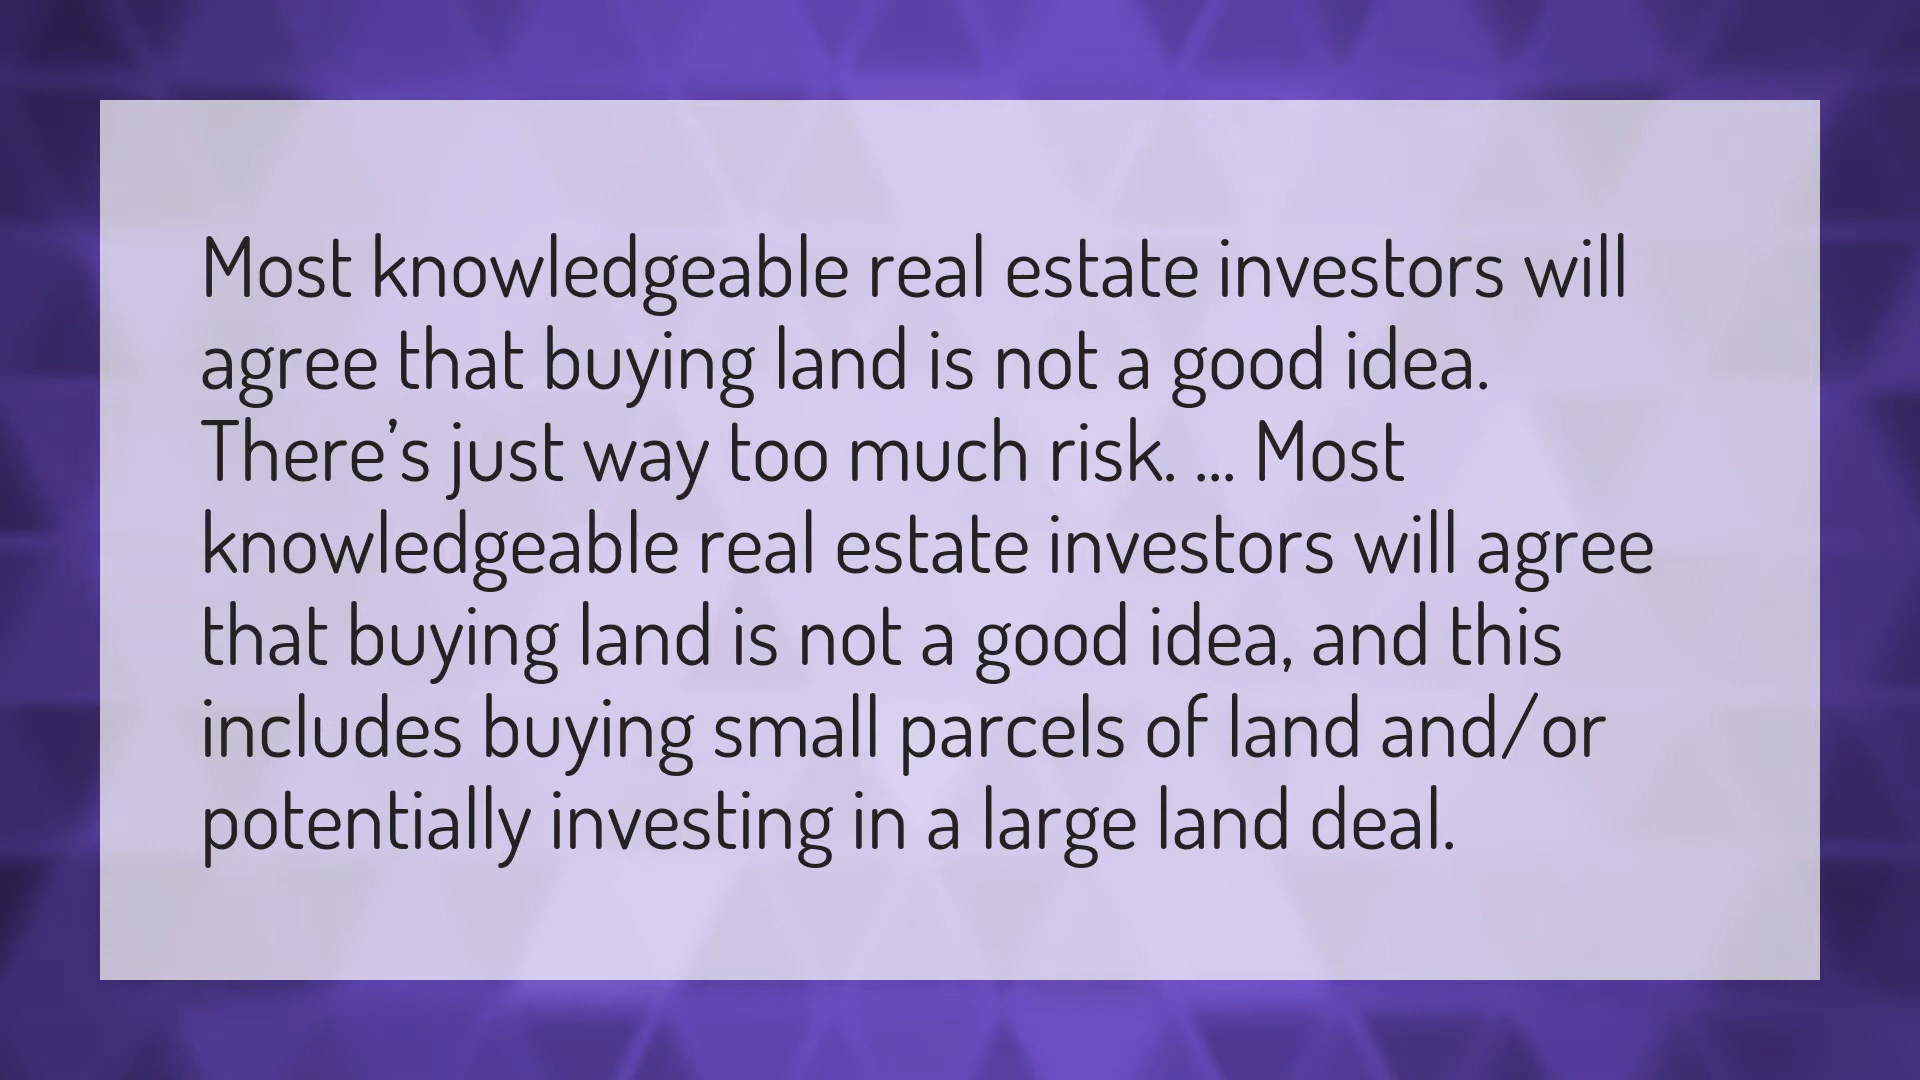 Most knowledgeable real estate investors will
agree that buying land is not a good idea.
There’s just way too much risk. ... Most
knowledgeable real estate investors will agree
that buying land is not a good idea, and this
includes buying small parcels of land and/or
potentially investing in a large land deal.